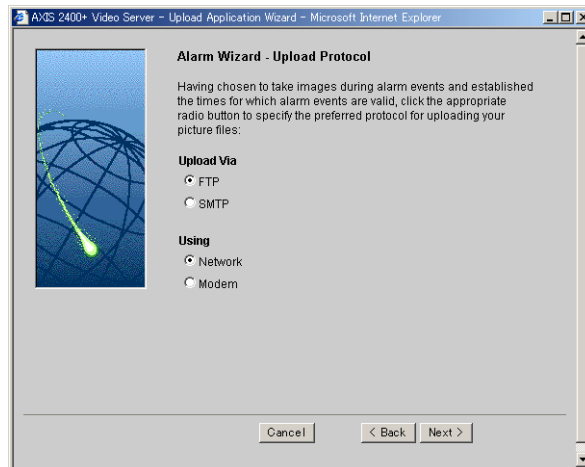 AXIS 2400+ Video Server - Upload Application Wizard - Microsoft Internet Explorer
Alarm Wizard - Upload Protocol
Having chosen to take images during alarm events and established
the times for which alarm events are valid, click the appropriate
radio button to specify the preferred protocol for uploading your
picture files:
Upload Via
FTP
SMTP
Using
Network
Modem
Cancel
< Back
Next >